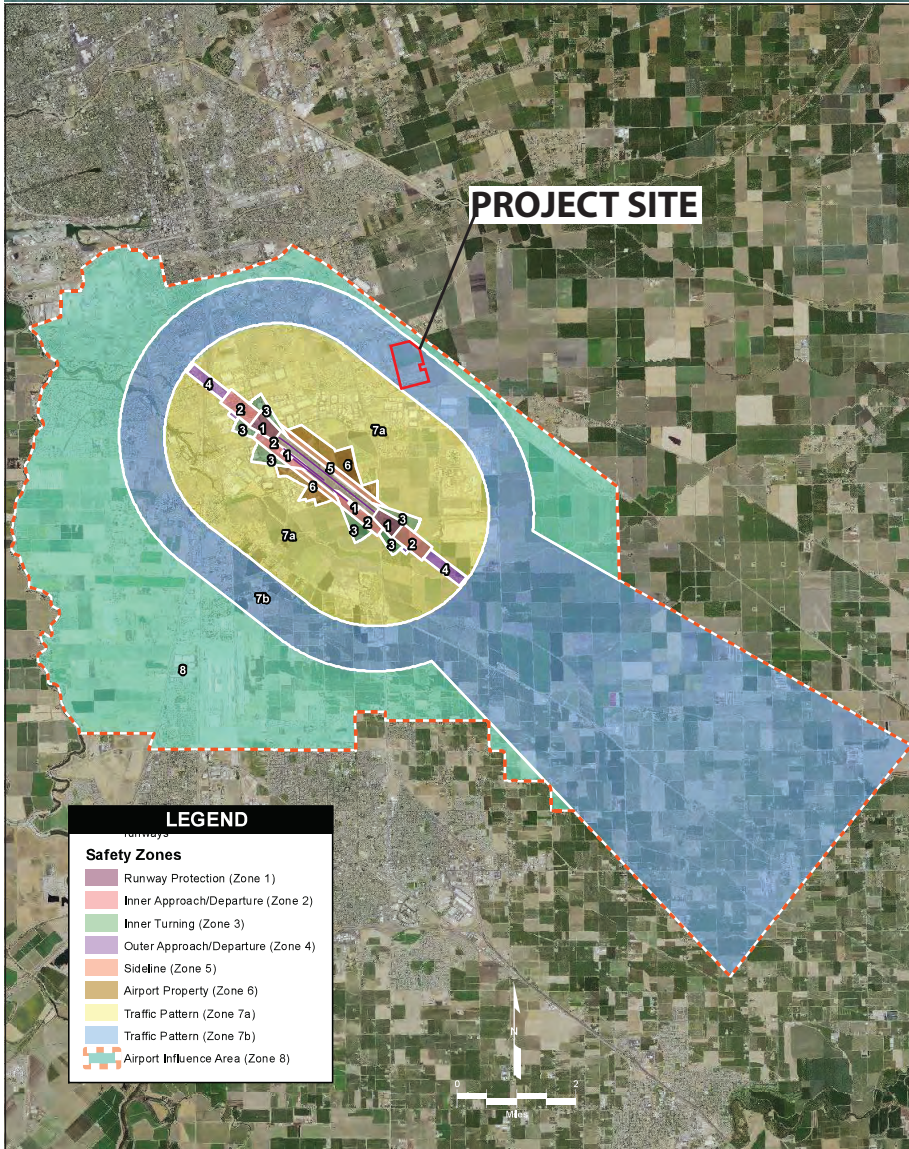 PROJECT SITE
4
2
3
1
3
2
1
3
7a
5
6
6
1
2
3
1
3
3
2
4
7a
7b
8
LEGEND
runways
Safety Zones
Runway Protection (Zone 1)
Inner Approach/Departure (Zone 2)
Inner Turning (Zone 3)
Outer Approach/Departure (Zone 4)
Sideline (Zone 5)
Airport Property (Zone 6)
Traffic Pattern (Zone 7a)
Traffic Pattern (Zone 7b)
Airport Influence Area (Zone 8)
N
0 2
Miles